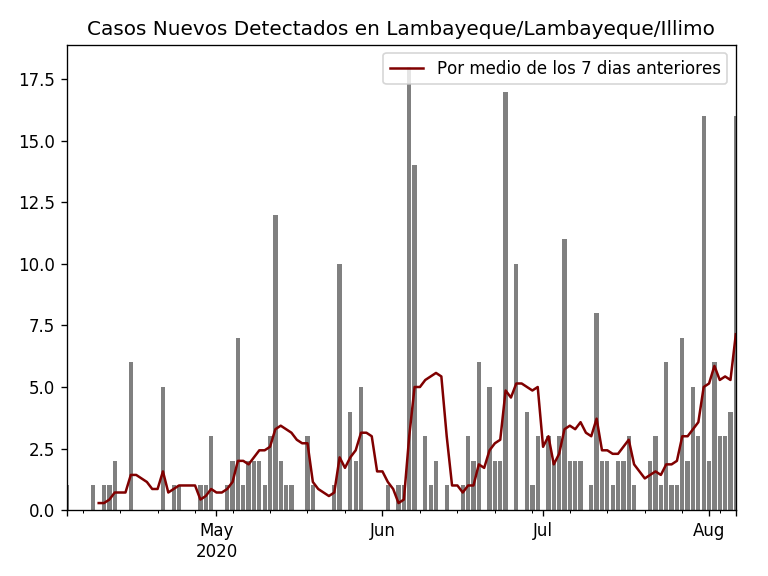 Casos Nuevos Detectados en Lambayeque/Lambayeque/Illimo
Por medio de los 7 dias anteriores
17.5
15.0
12.5
10.0
7.5
5.0
2.5
0.0
May
2020
Jun
Jul
Aug